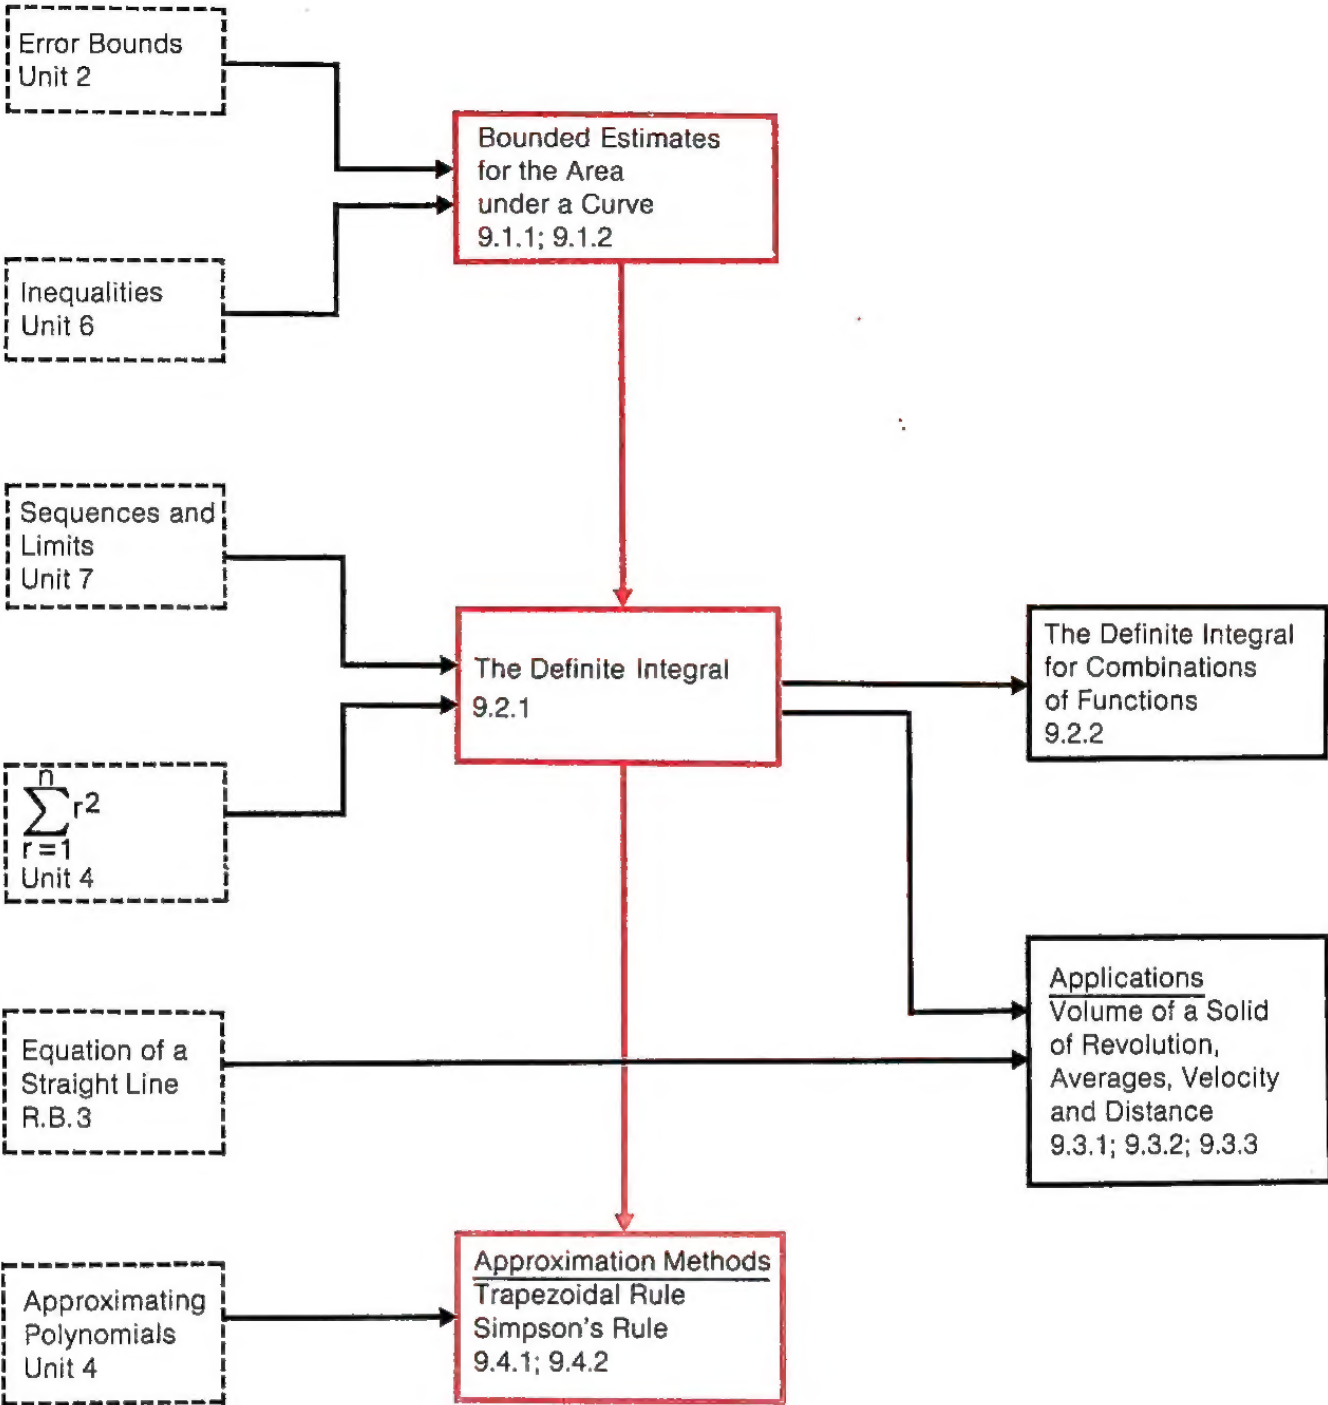 Error Bounds
Unit 2
Bounded Estimates
for the Area
under a Curve
9.1.1; 9.1.2
Inequalities
Unit 6
Sequences and
Limits
Unit 7
The Definite Integral
9.2.1
The Definite Integral
for Combinations
of Functions
9.2.2
n
∑r²
r=1
Unit 4
Applications
Volume of a Solid
of Revolution,
Averages, Velocity
and Distance
9.3.1; 9.3.2; 9.3.3
Equation of a
Straight Line
R.B.3
Approximation Methods
Trapezoidal Rule
Simpson's Rule
9.4.1; 9.4.2
Approximating
Polynomials
Unit 4